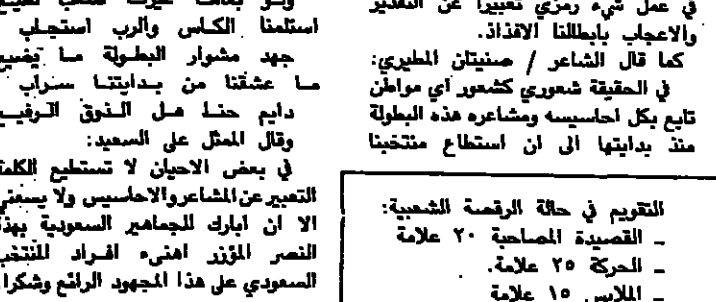 في عمل شيء رمزي تعبيرا عن التقدير
والاعجاب بابطالنا الافذاذ.
كما قال الشاعر / صنيتان المطيري:
في الحقيقة شعوري كشعور اي مواطن
تابع بكل احاسيسه ومشاعره هذه البطولة
منذ بدايتها الى ان استطاع منتخبنا
التقويم في حالة الرقصة الشعبية:
ـ القصيدة المصاحبة ٢٠ علامة
ـ الحركة ٢٥ علامة.
ـ الملابس ١٥ علامة
استلمنا الكاس والرب استجاب
جهد مشوار البطولة ما يضيع
ما عشقنا من بدايتنا سراب
دايم حنا هل الذوق الرفيع
وقال الممثل على السعيد:
في بعض الاحيان لا تستطيع الكلمة
التعبير عن المشاعر والاحاسيس ولا يسعني
الا ان ابارك للجماهير السعودية بهذا
النصر المؤزر اهنىء افراد المنتخب
السعودي على هذا المجهود الرائع وشكرا